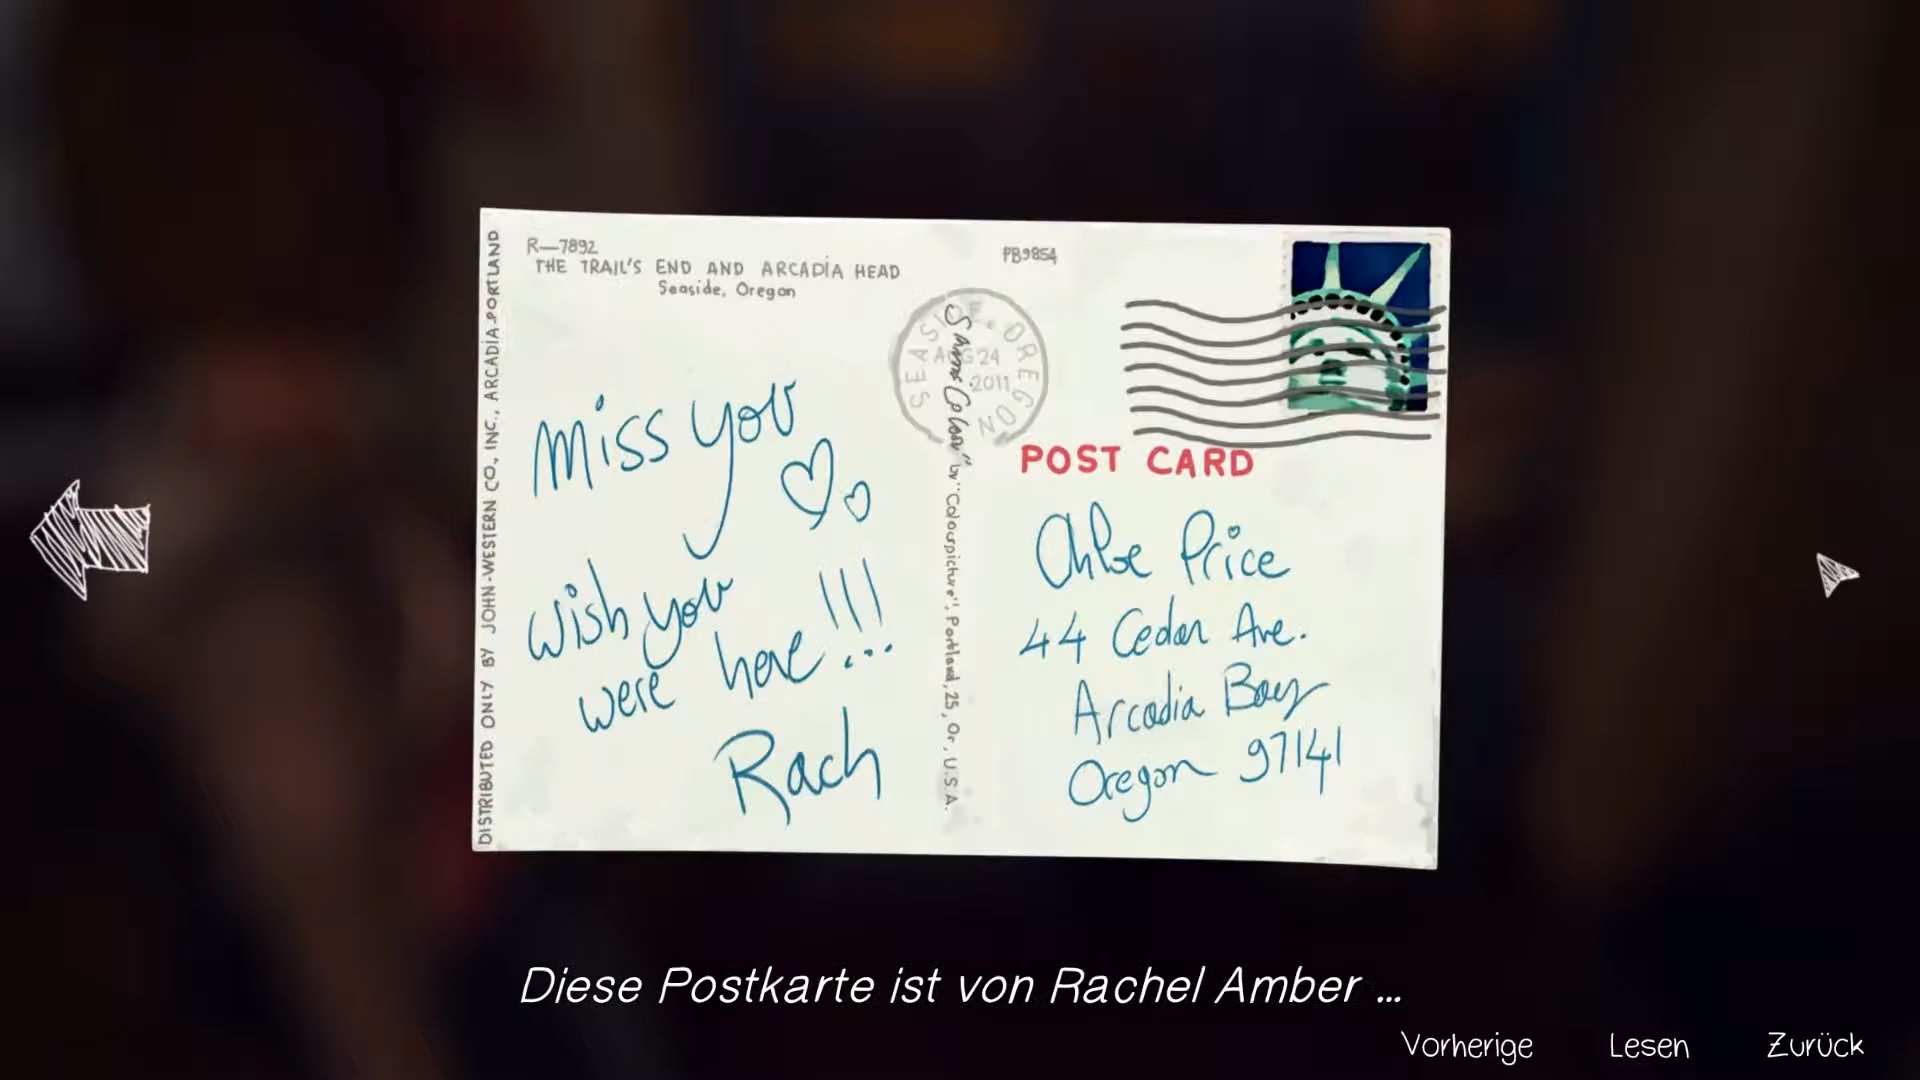 R—7892
THE TRAIL'S END AND ARCADIA HEAD
Seaside, Oregon
PB9854
DISTRIBUTED ONLY BY JOHN-WESTERN CO., INC., ARCADIA-PORTLAND
SEASIDE. OREGON
AUG 24
2011
by "Colourpicture", Portland, 25, Or, U.S.A.
POST CARD
Miss you
wish you
were here!!!
Rach
Chloe Price
44 Cedar Ave.
Arcadia Bay
Oregon 97141
Diese Postkarte ist von Rachel Amber ...
Vorherige
Lesen
Zurück